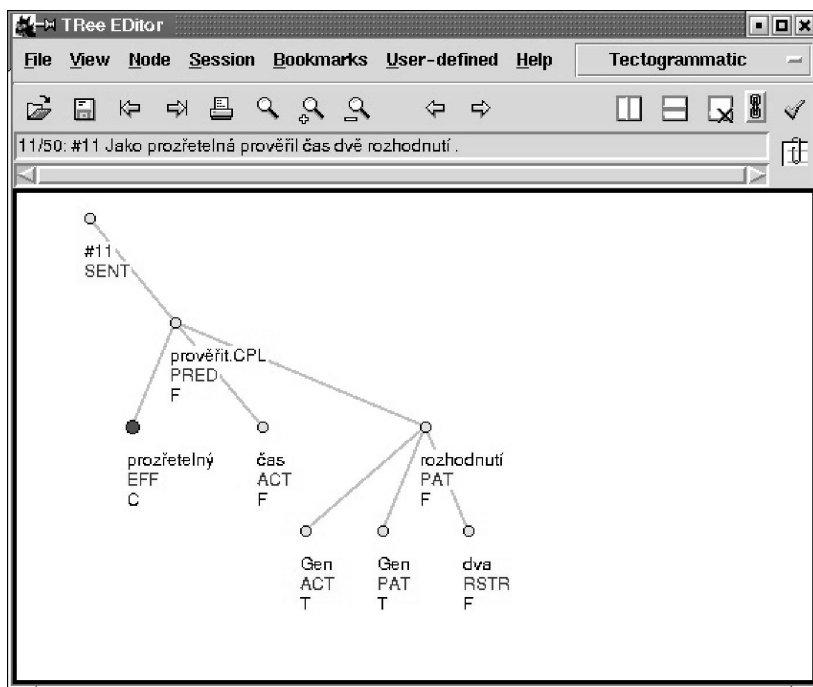 TRee EDitor
File View Node Session Bookmarks User-defined Help Tectogrammatic
11/50: #11 Jako prozřetelná prověřil čas dvě rozhodnutí .
#11
SENT
prověřit.CPL
PRED
F
prozřetelný čas rozhodnutí
EFF ACT PAT
C F F
Gen Gen dva
ACT PAT RSTR
T T F